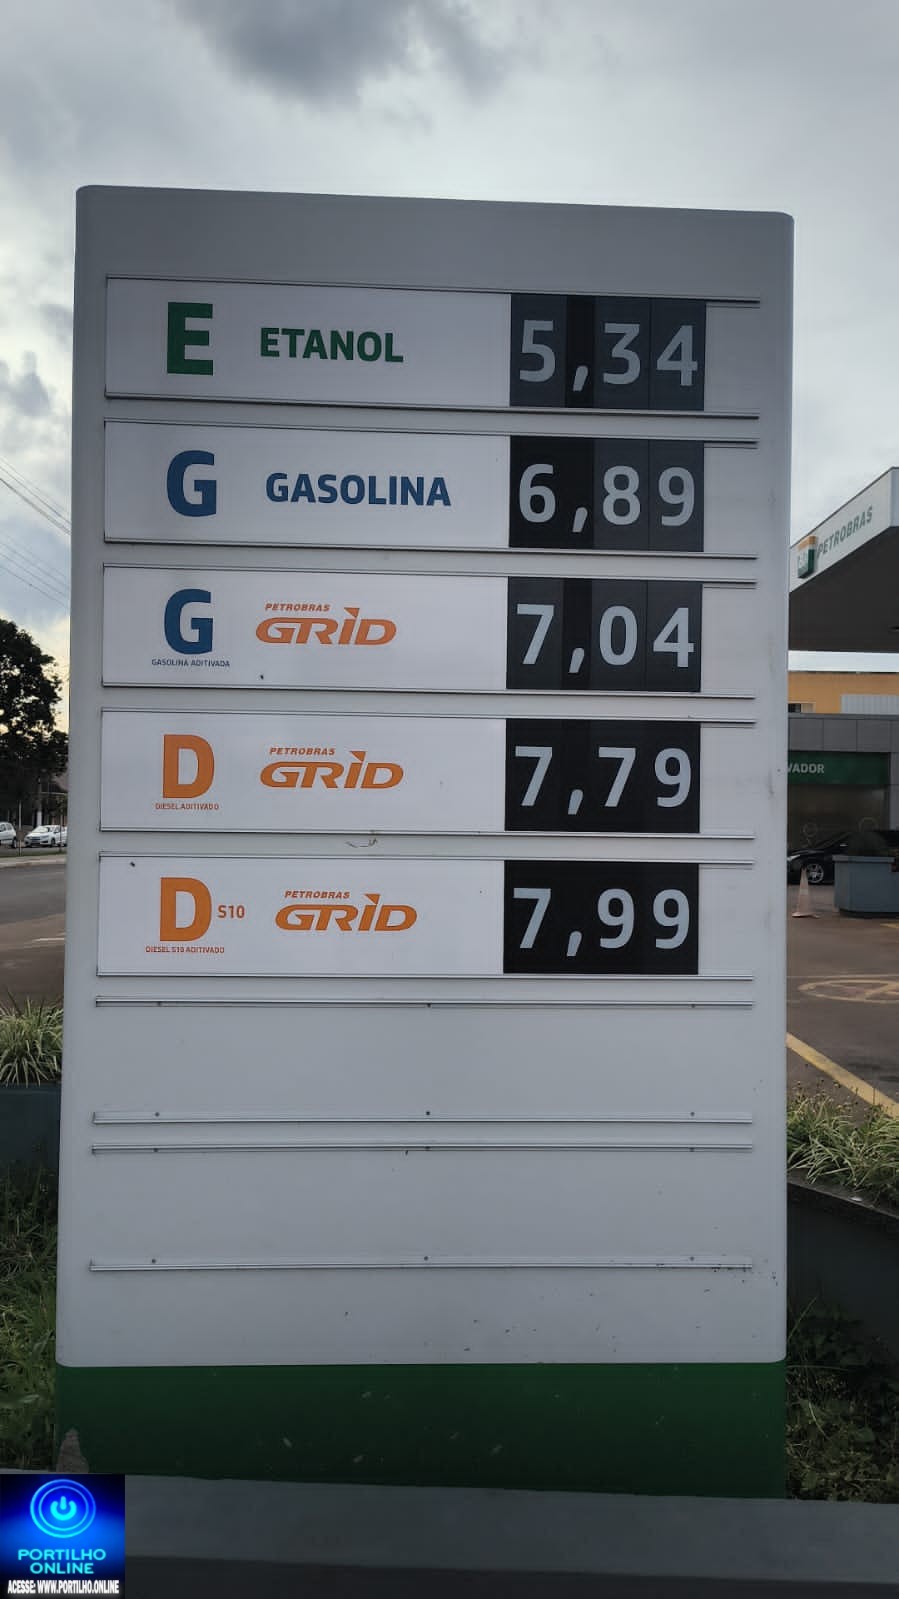 E ETANOL 5,34
G GASOLINA 6,89
G PETROBRAS GRID 7,04
GASOLINA ADITIVADA
D PETROBRAS GRID 7,79
DIESEL ADITIVADO
D S10 PETROBRAS GRID 7,99
DIESEL S10 ADITIVADO
PETROBRAS
VADOR
PORTILHO
ONLINE
ACESSE: WWW.PORTILHO.ONLINE